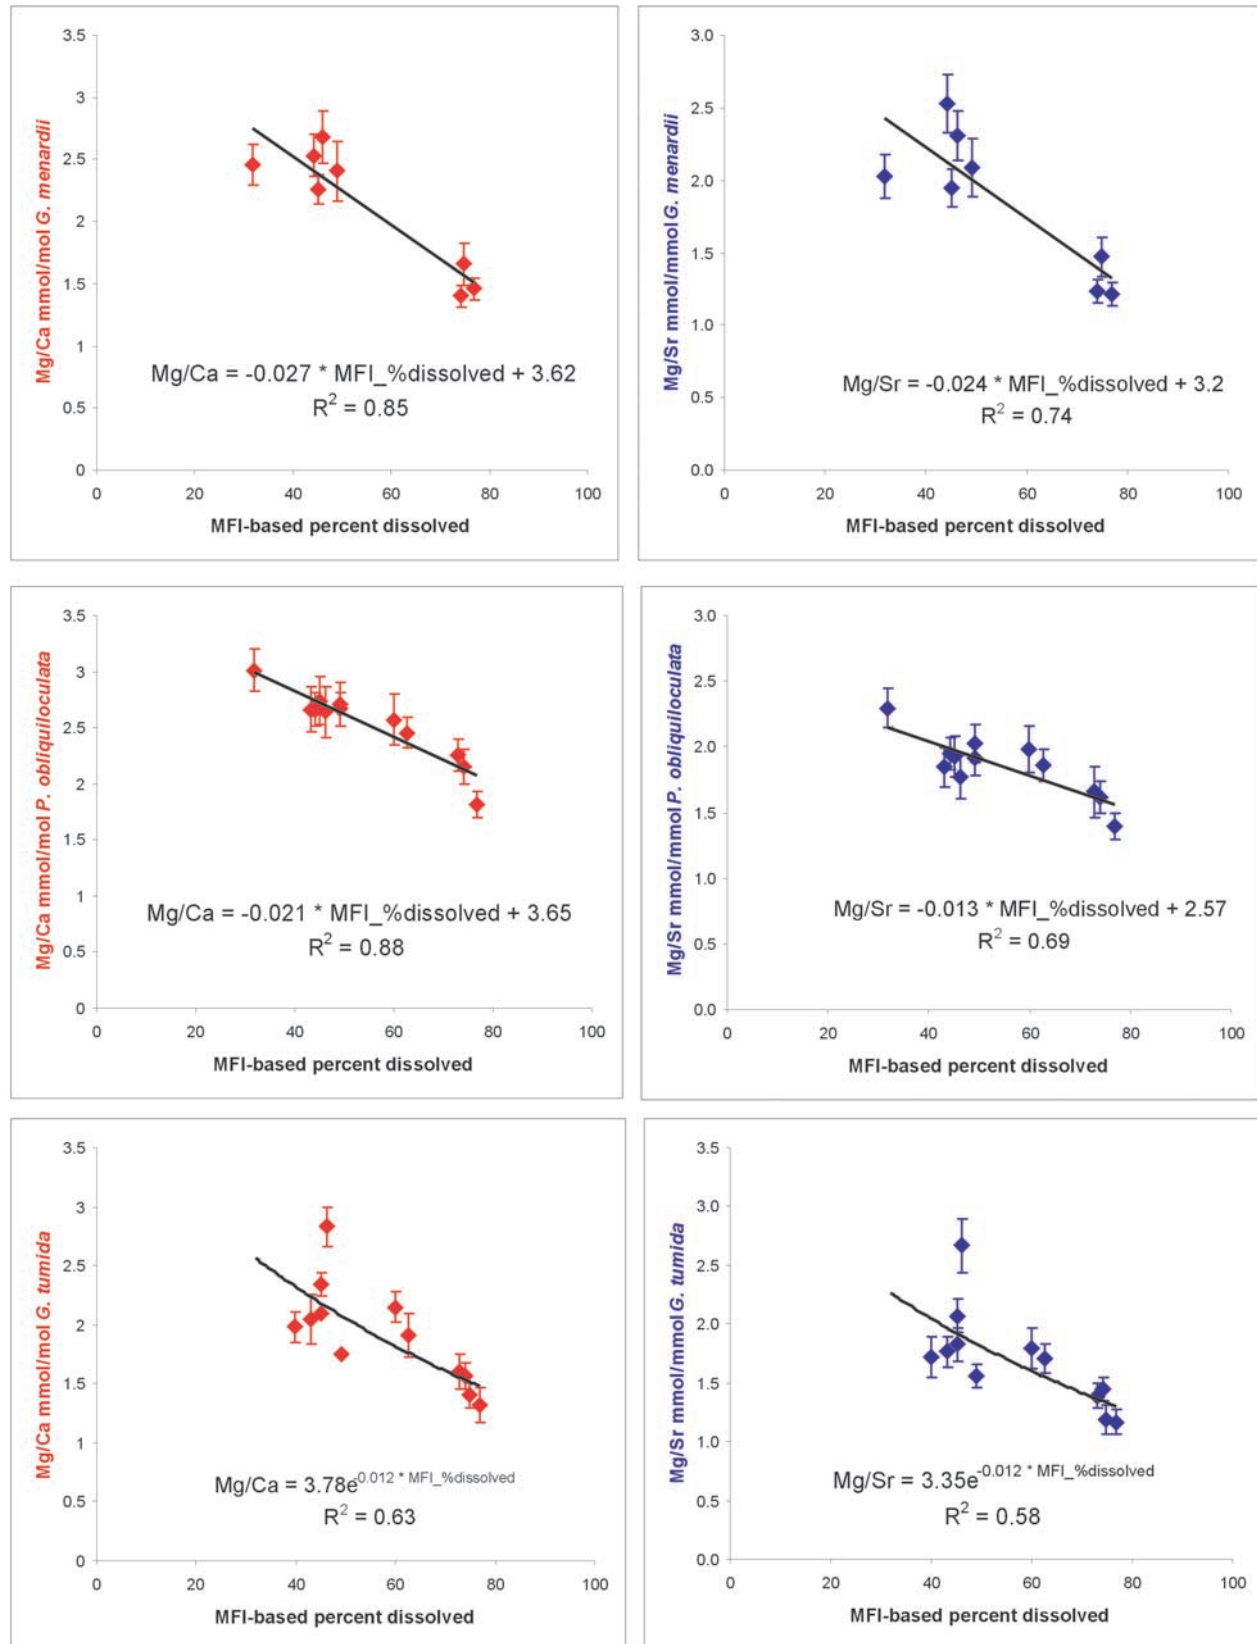 3.5
3
2.5
2
1.5
1
0.5
0
Mg/Ca mmol/mol G. menardii
Mg/Ca = -0.027 * MFI_%dissolved + 3.62
R² = 0.85
0 20 40 60 80 100
MFI-based percent dissolved
3.0
2.5
2.0
1.5
1.0
0.5
0.0
Mg/Sr mmol/mmol G. menardii
Mg/Sr = -0.024 * MFI_%dissolved + 3.2
R² = 0.74
0 20 40 60 80 100
MFI-based percent dissolved
3.5
3
2.5
2
1.5
1
0.5
0
Mg/Ca mmol/mol P. obliquiloculata
Mg/Ca = -0.021 * MFI_%dissolved + 3.65
R² = 0.88
0 20 40 60 80 100
MFI-based percent dissolved
3.0
2.5
2.0
1.5
1.0
0.5
0.0
Mg/Sr mmol/mmol P. obliquiloculata
Mg/Sr = -0.013 * MFI_%dissolved + 2.57
R² = 0.69
0 20 40 60 80 100
MFI-based percent dissolved
3.5
3
2.5
2
1.5
1
0.5
0
Mg/Ca mmol/mol G. tumida
Mg/Ca = 3.78e-0.012 * MFI_%dissolved
R² = 0.63
0 20 40 60 80 100
MFI-based percent dissolved
3.5
3.0
2.5
2.0
1.5
1.0
0.5
0.0
Mg/Sr mmol/mmol G. tumida
Mg/Sr = 3.35e-0.012 * MFI_%dissolved
R² = 0.58
0 20 40 60 80 100
MFI-based percent dissolved